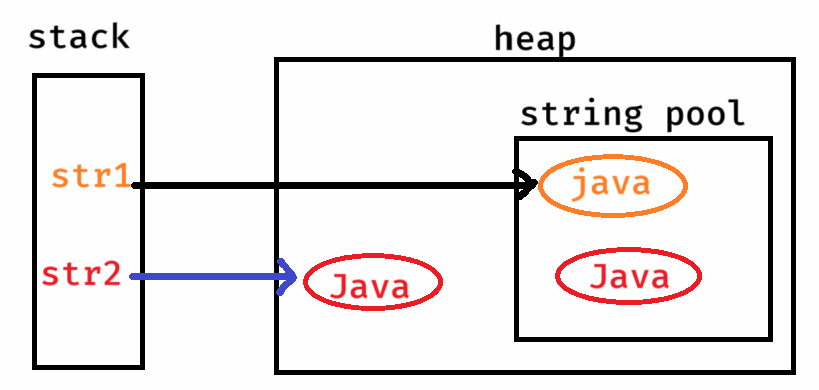 stack
heap
string pool
str1
java
str2
Java
Java